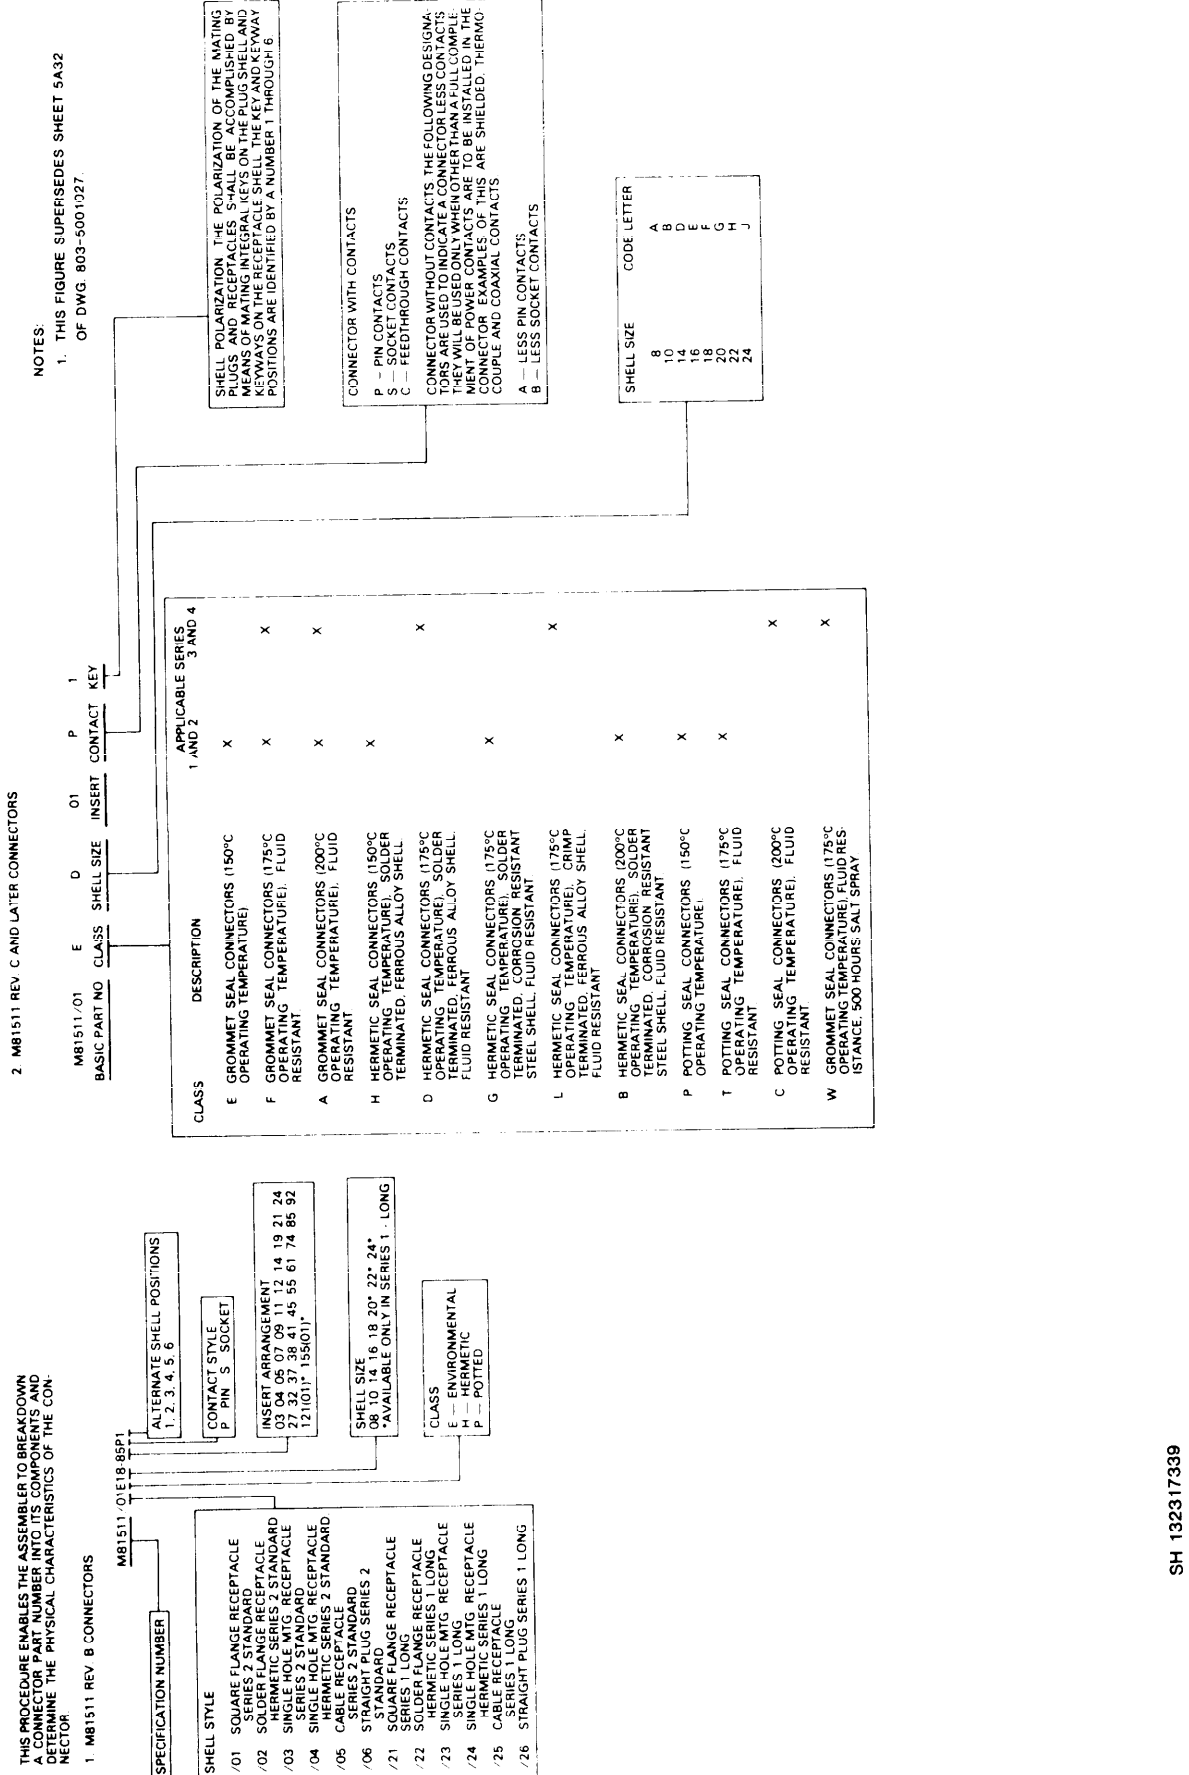 THIS PROCEDURE ENABLES THE ASSEMBLER TO BREAKDOWN
A CONNECTOR PART NUMBER INTO ITS COMPONENTS AND
DETERMINE THE PHYSICAL CHARACTERISTICS OF THE CON-
NECTOR.
1. M81511 REV. B CONNECTORS
M81511/01E18-85P1
SPECIFICATION NUMBER
SHELL STYLE
/01 SQUARE FLANGE RECEPTACLE
SERIES 2 STANDARD
/02 SOLDER FLANGE RECEPTACLE
HERMETIC SERIES 2 STANDARD
/03 SINGLE HOLE MTG. RECEPTACLE
SERIES 2 STANDARD
/04 SINGLE HOLE MTG. RECEPTACLE
HERMETIC SERIES 2 STANDARD
/05 CABLE RECEPTACLE
SERIES 2 STANDARD
/06 STRAIGHT PLUG SERIES 2
STANDARD
/21 SQUARE FLANGE RECEPTACLE
SERIES 1 LONG
/22 SOLDER FLANGE RECEPTACLE
HERMETIC SERIES 1 LONG
/23 SINGLE HOLE MTG. RECEPTACLE
SERIES 1 LONG
/24 SINGLE HOLE MTG. RECEPTACLE
HERMETIC SERIES 1 LONG
/25 CABLE RECEPTACLE
SERIES 1 LONG
/26 STRAIGHT PLUG SERIES 1 LONG
ALTERNATE SHELL POSITIONS
1, 2, 3, 4, 5, 6
CONTACT STYLE
P PIN S SOCKET
INSERT ARRANGEMENT
03 04 05 07 09 11 12 14 19 21 24
27 32 37 38 41 45 55 61 74 85 92
121(01)* 155(01)*
SHELL SIZE
08 10 14 16 18 20* 22* 24*
*AVAILABLE ONLY IN SERIES 1 - LONG
CLASS
E — ENVIRONMENTAL
H — HERMETIC
P — POTTED
2. M81511 REV. C AND LATER CONNECTORS
M81511/01 E D 01 P 1
BASIC PART NO CLASS SHELL SIZE INSERT CONTACT KEY
CLASS DESCRIPTION APPLICABLE SERIES
1 AND 2 3 AND 4
E GROMMET SEAL CONNECTORS (150°C X
OPERATING TEMPERATURE)
F GROMMET SEAL CONNECTORS (175°C X X
OPERATING TEMPERATURE), FLUID
RESISTANT.
A GROMMET SEAL CONNECTORS (200°C X X
OPERATING TEMPERATURE), FLUID
RESISTANT
H HERMETIC SEAL CONNECTORS (150°C X
OPERATING TEMPERATURE), SOLDER
TERMINATED, FERROUS ALLOY SHELL.
D HERMETIC SEAL CONNECTORS (175°C X
OPERATING TEMPERATURE), SOLDER
TERMINATED, FERROUS ALLOY SHELL.
FLUID RESISTANT
G HERMETIC SEAL CONNECTORS (175°C X
OPERATING TEMPERATURE), SOLDER
TERMINATED, CORROSION RESISTANT
STEEL SHELL, FLUID RESISTANT
L HERMETIC SEAL CONNECTORS (175°C X
OPERATING TEMPERATURE), CRIMP
TERMINATED, FERROUS ALLOY SHELL.
FLUID RESISTANT
B HERMETIC SEAL CONNECTORS (200°C X
OPERATING TEMPERATURE), SOLDER
TERMINATED, CORROSION RESISTANT
STEEL SHELL, FLUID RESISTANT
P POTTING SEAL CONNECTORS (150°C X
OPERATING TEMPERATURE).
T POTTING SEAL CONNECTORS (175°C X
OPERATING TEMPERATURE), FLUID
RESISTANT
C POTTING SEAL CONNECTORS (200°C X
OPERATING TEMPERATURE), FLUID
RESISTANT.
W GROMMET SEAL CONNECTORS (175°C X
OPERATING TEMPERATURE), FLUID RES-
ISTANCE, 500 HOURS, SALT SPRAY.
NOTES:
1. THIS FIGURE SUPERSEDES SHEET 5A32
OF DWG. 803-5001027.
SHELL POLARIZATION THE POLARIZATION OF THE MATING
PLUGS AND RECEPTACLES SHALL BE ACCOMPLISHED BY
MEANS OF MATING INTEGRAL KEYS ON THE PLUG SHELL AND
KEYWAYS ON THE RECEPTACLE SHELL. THE KEY AND KEYWAY
POSITIONS ARE IDENTIFIED BY A NUMBER 1 THROUGH 6.
CONNECTOR WITH CONTACTS
P — PIN CONTACTS
S — SOCKET CONTACTS
C — FEEDTHROUGH CONTACTS
CONNECTOR WITHOUT CONTACTS. THE FOLLOWING DESIGNA-
TORS ARE USED TO INDICATE A CONNECTOR LESS CONTACTS
THEY WILL BE USED ONLY WHEN OTHER THAN A FULL COMPLE-
MENT OF POWER CONTACTS ARE TO BE INSTALLED IN THE
CONNECTOR EXAMPLES OF THIS ARE SHIELDED, THERMO-
COUPLE AND COAXIAL CONTACTS
A — LESS PIN CONTACTS
B — LESS SOCKET CONTACTS
SHELL SIZE CODE LETTER
8 A
10 B
14 D
16 E
18 F
20 G
22 H
24 J
SH 132317339